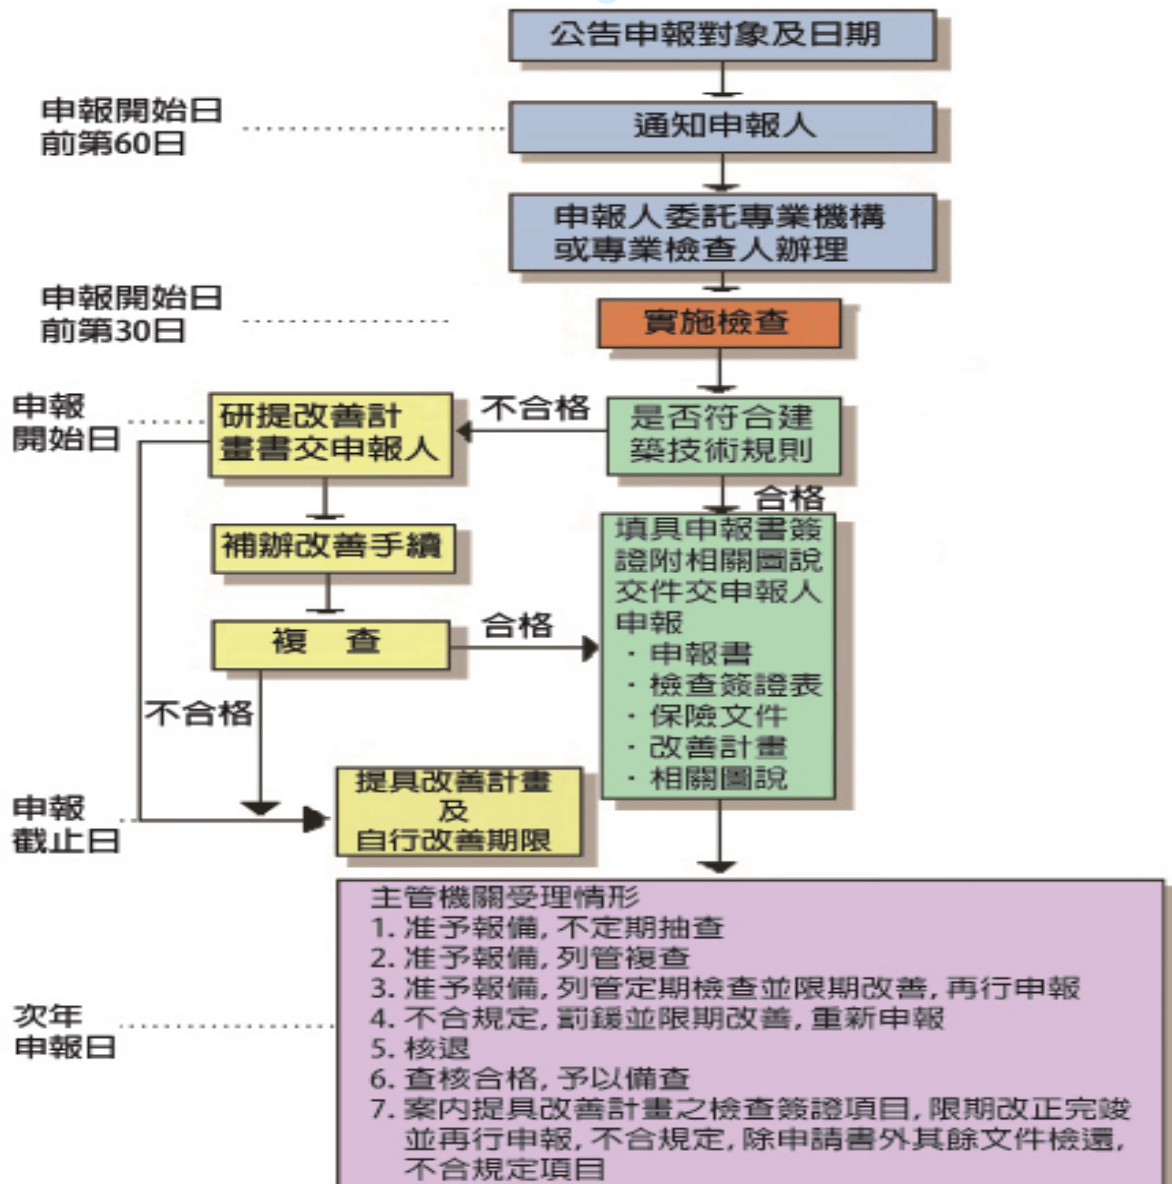 公告申報對象及日期
申報開始日
前第60日
通知申報人
申報人委託專業機構
或專業檢查人辦理
申報開始日
前第30日
實施檢查
申報
開始日
研提改善計
畫書交申報人
不合格
是否符合建
築技術規則
合格
補辦改善手續
複 查
合格
不合格
填具申報書簽
證附相關圖說
交件交申報人
申報
·申報書
·檢查簽證表
·保險文件
·改善計畫
·相關圖說
申報
截止日
提具改善計畫
及
自行改善期限
次年
申報日
主管機關受理情形
1. 准予報備, 不定期抽查
2. 准予報備, 列管複查
3. 准予報備, 列管定期檢查並限期改善, 再行申報
4. 不合規定, 罰鍰並限期改善, 重新申報
5. 核退
6. 查核合格, 予以備查
7. 案內提具改善計畫之檢查簽證項目, 限期改正完竣
並再行申報, 不合規定, 除申請書外其餘文件檢還,
不合規定項目